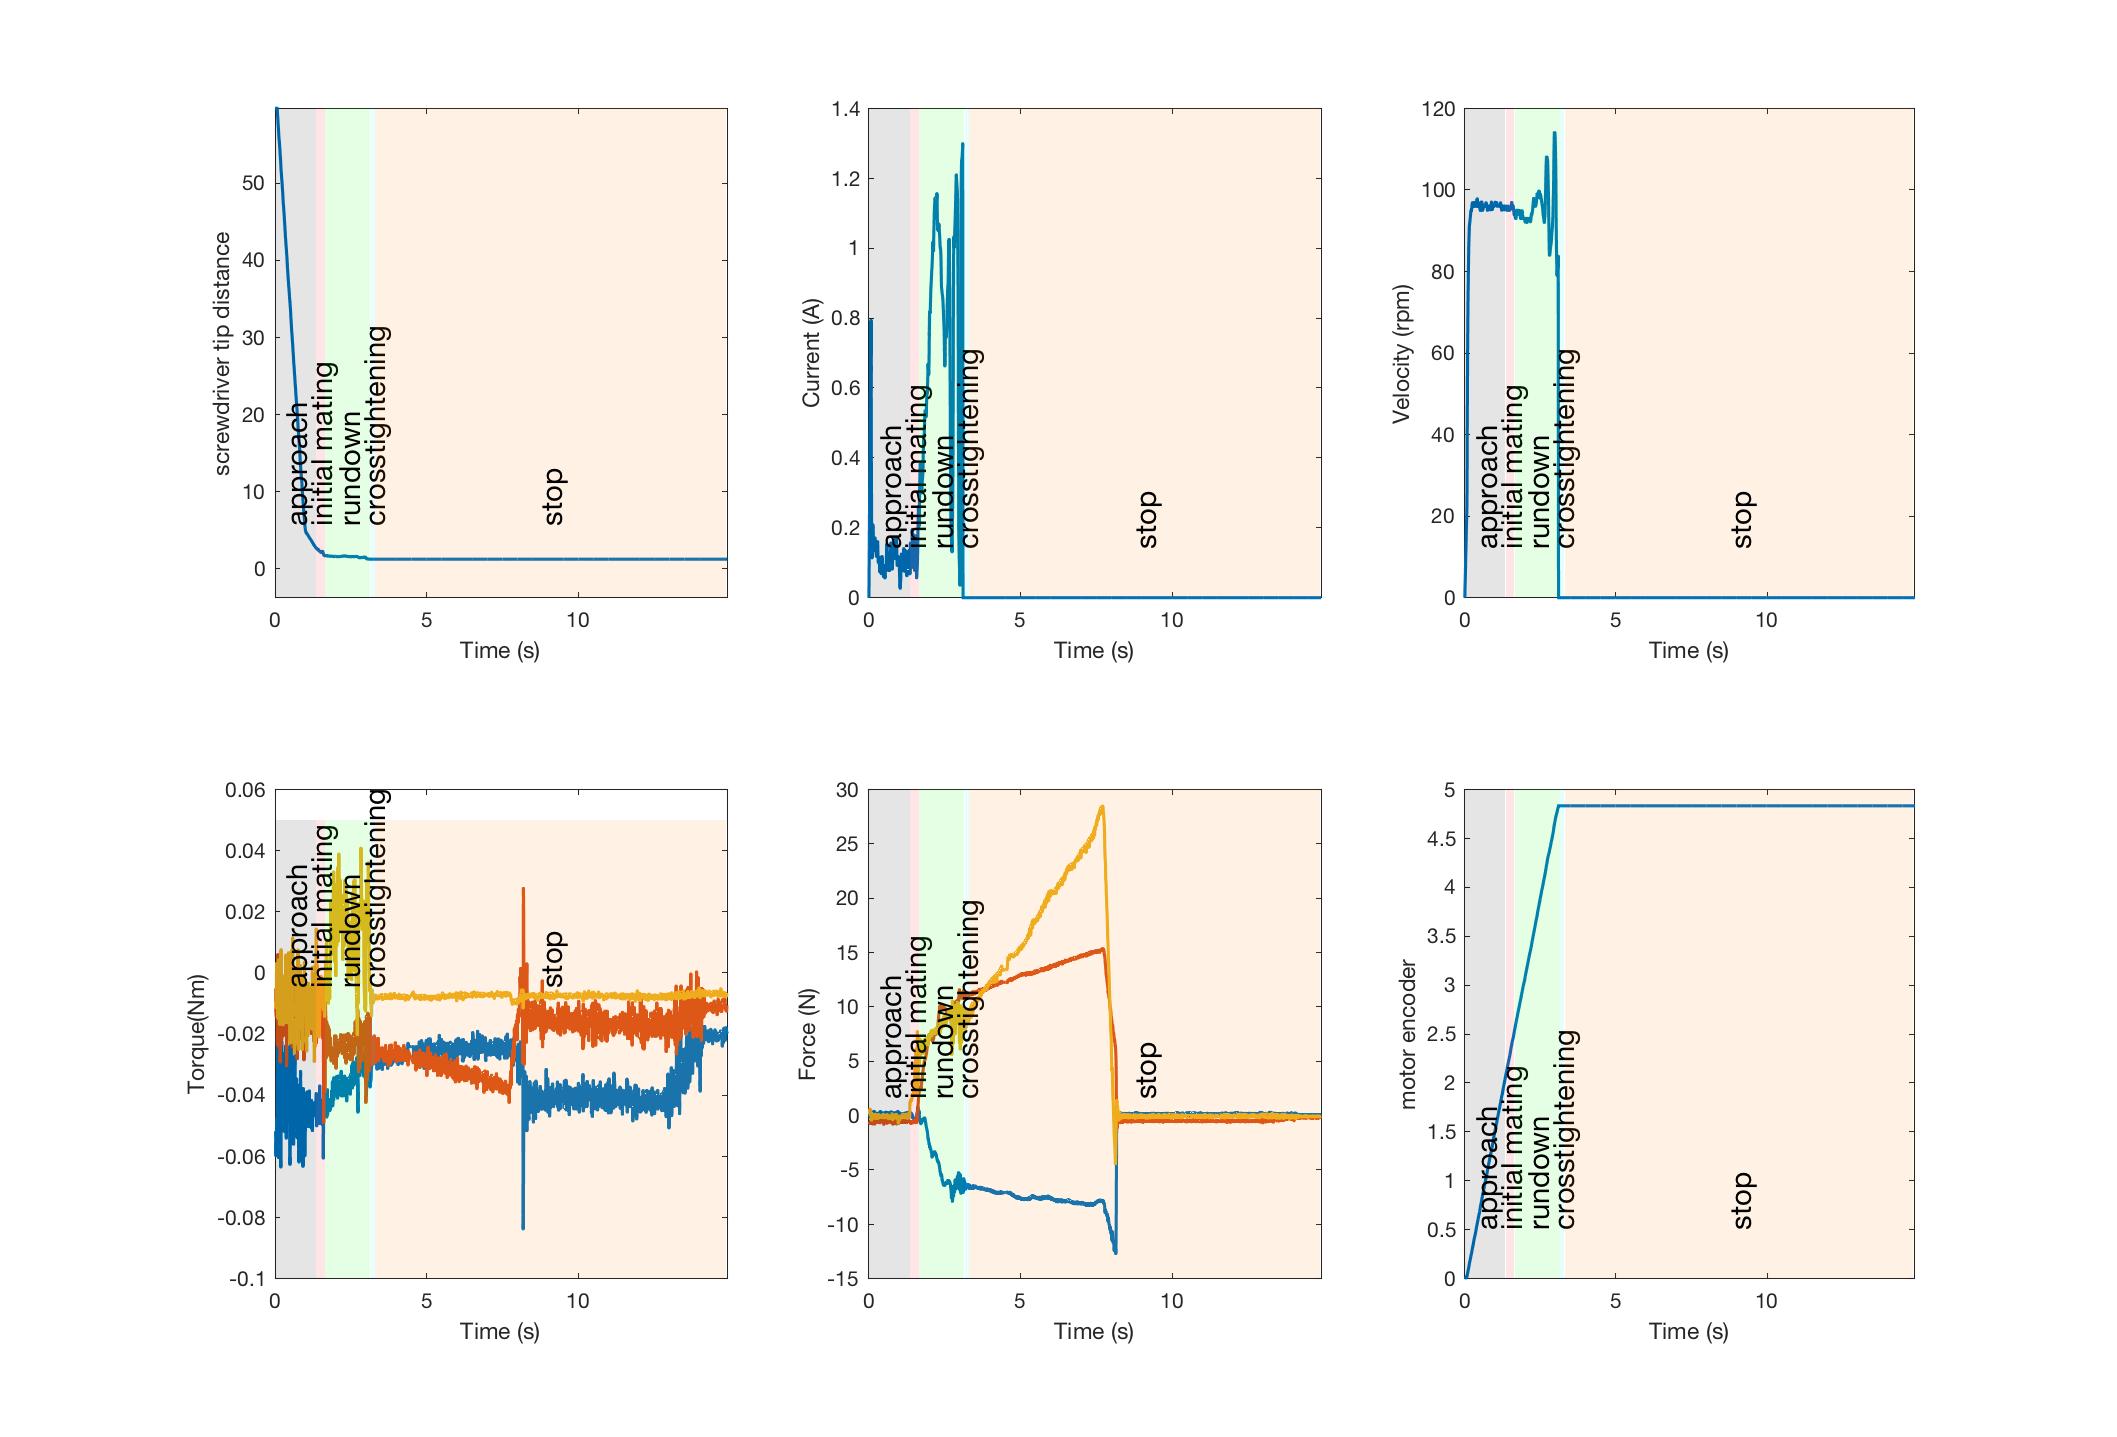 screwdriver tip distance
50
40
30
20
10
0
approach
initial mating
rundown
crosstightening
stop
0 5 10
Time (s)
Current (A)
1.4
1.2
1
0.8
0.6
0.4
0.2
0
approach
initial mating
rundown
crosstightening
stop
0 5 10
Time (s)
Velocity (rpm)
120
100
80
60
40
20
0
approach
initial mating
rundown
crosstightening
stop
0 5 10
Time (s)
Torque(Nm)
0.06
0.04
0.02
0
-0.02
-0.04
-0.06
-0.08
-0.1
approach
initial mating
rundown
crosstightening
stop
0 5 10
Time (s)
Force (N)
30
25
20
15
10
5
0
-5
-10
-15
approach
initial mating
rundown
crosstightening
stop
0 5 10
Time (s)
motor encoder
5
4.5
4
3.5
3
2.5
2
1.5
1
0.5
0
approach
initial mating
rundown
crosstightening
stop
0 5 10
Time (s)